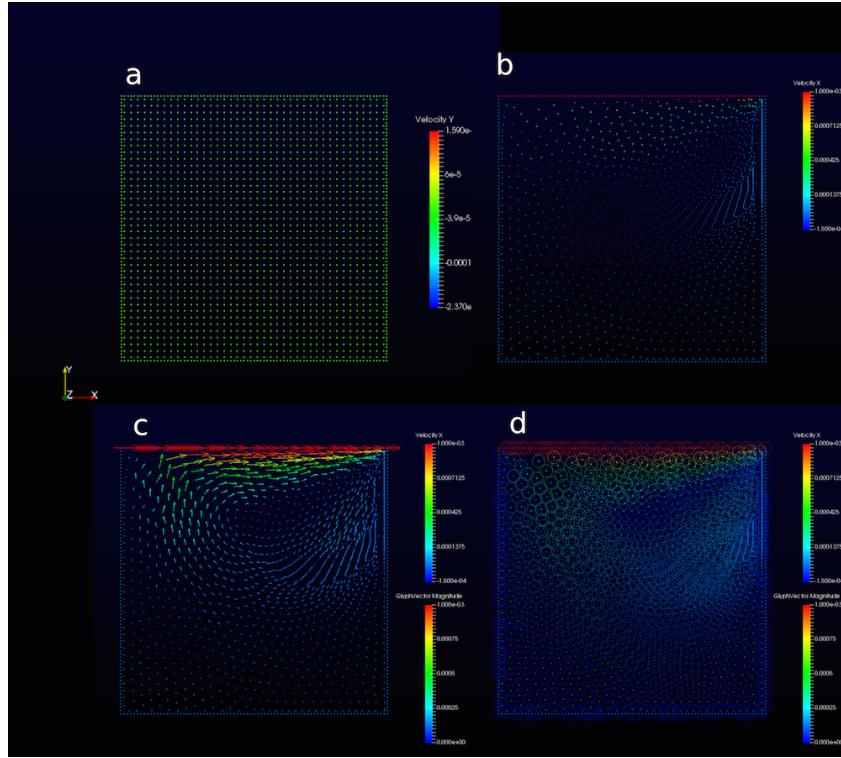 a
Velocity Y
1.590e-
6e-5
-3.9e-5
-0.0001
-2.370e
b
Velocity X
1.000e-03
0.0007125
0.000425
0.0001375
-1.500e-04
Y
Z X
c
Velocity X
1.000e-03
0.0007125
0.000425
0.0001375
-1.500e-04
GlyphVector Magnitude
1.000e-03
0.00075
0.0005
0.00025
0.000e+00
d
Velocity X
1.000e-03
0.0007125
0.000425
0.0001375
-1.500e-04
GlyphVector Magnitude
1.000e-03
0.00075
0.0005
0.00025
0.000e+00